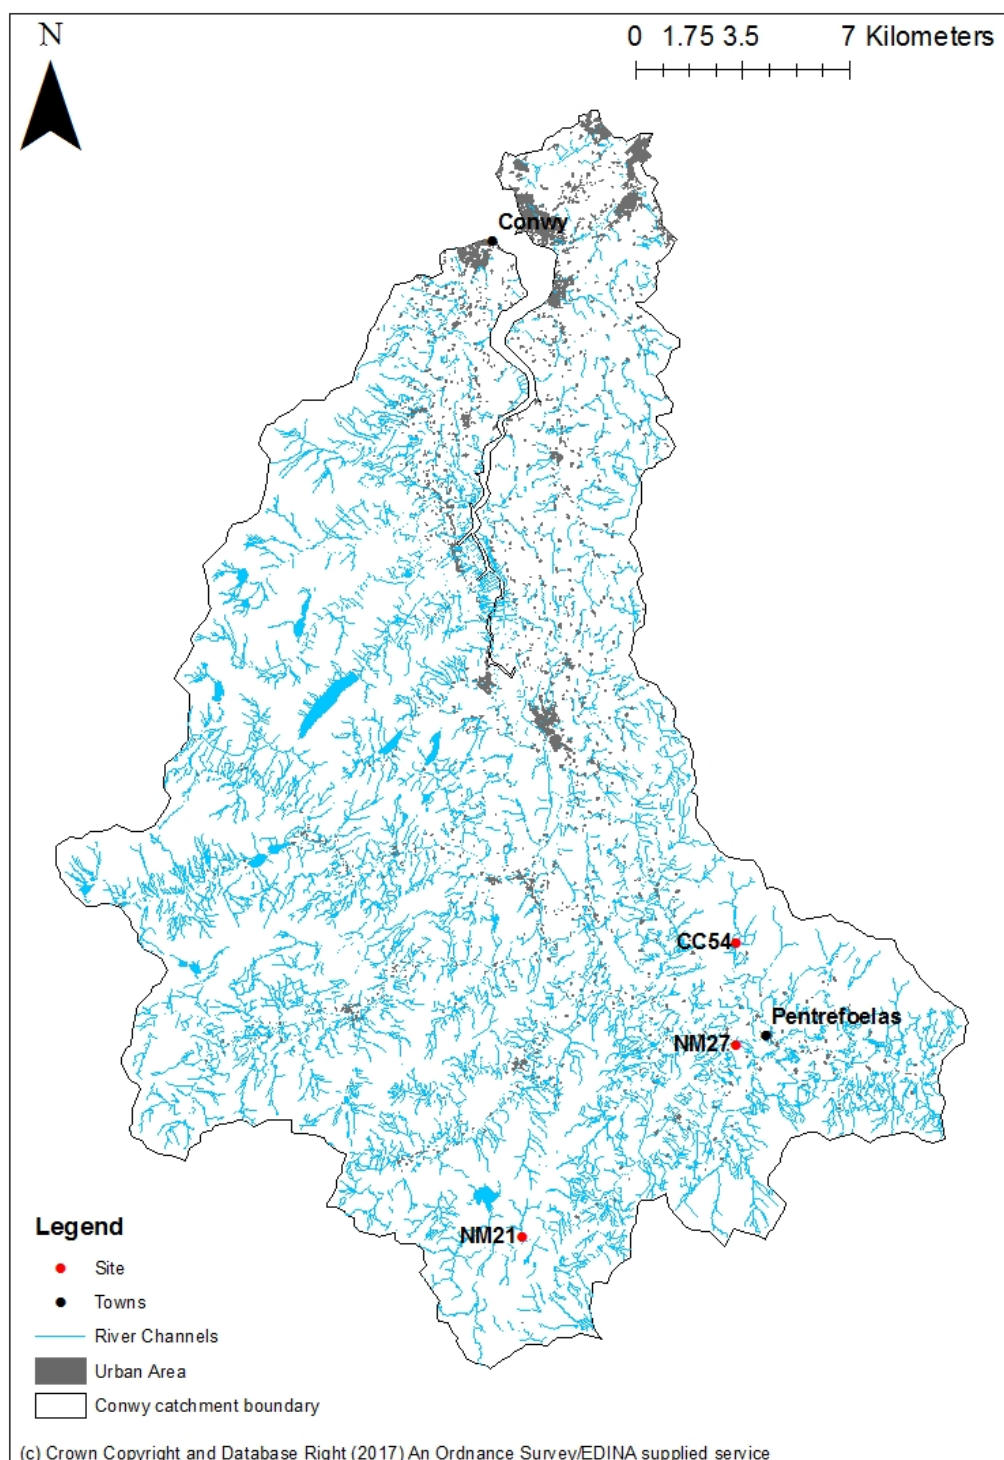 N
0 1.75 3.5 7 Kilometers
Conwy
CC54
Pentrefoelas
NM27
NM21
Legend
Site
Towns
River Channels
Urban Area
Conwy catchment boundary
(c) Crown Copyright and Database Right (2017) An Ordnance Survey/EDINA supplied service